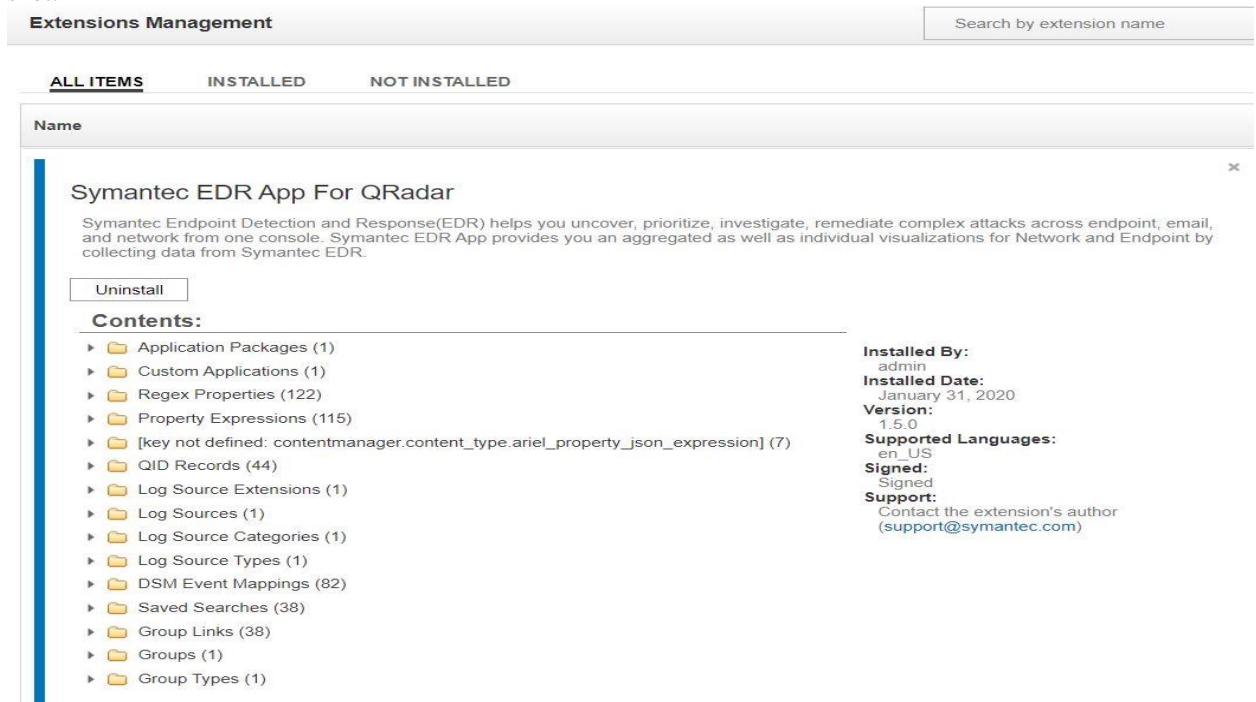 Extensions Management
Search by extension name
ALL ITEMS
INSTALLED
NOT INSTALLED
Name
×
Symantec EDR App For QRadar
Symantec Endpoint Detection and Response(EDR) helps you uncover, prioritize, investigate, remediate complex attacks across endpoint, email,
and network from one console. Symantec EDR App provides you an aggregated as well as individual visualizations for Network and Endpoint by
collecting data from Symantec EDR.
Uninstall
Contents:
Application Packages (1)
Custom Applications (1)
Regex Properties (122)
Property Expressions (115)
[key not defined: contentmanager.content_type.ariel_property_json_expression] (7)
QID Records (44)
Log Source Extensions (1)
Log Sources (1)
Log Source Categories (1)
Log Source Types (1)
DSM Event Mappings (82)
Saved Searches (38)
Group Links (38)
Groups (1)
Group Types (1)
Installed By:
admin
Installed Date:
January 31, 2020
Version:
1.5.0
Supported Languages:
en_US
Signed:
Signed
Support:
Contact the extension's author
(support@symantec.com)